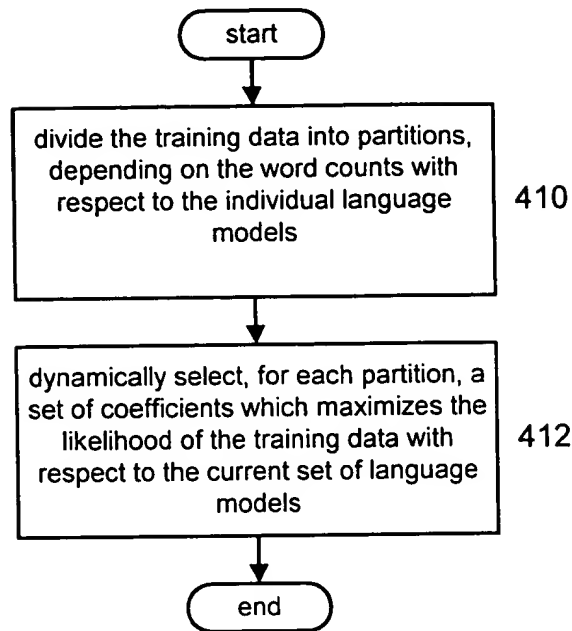 start
divide the training data into partitions,
depending on the word counts with
respect to the individual language
models
410
dynamically select, for each partition, a
set of coefficients which maximizes the
likelihood of the training data with
respect to the current set of language
models
412
end